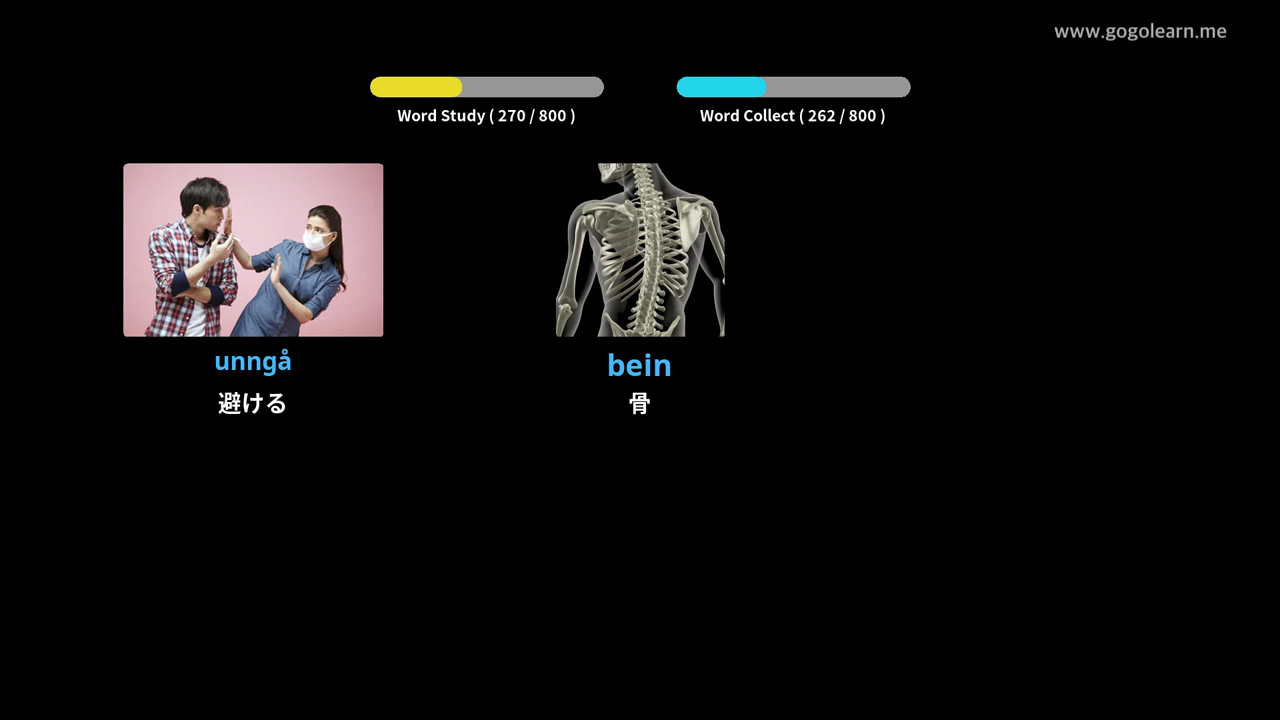 www.gogolearn.me
Word Study ( 270 / 800 )
Word Collect ( 262 / 800 )
unngå
避ける
bein
骨